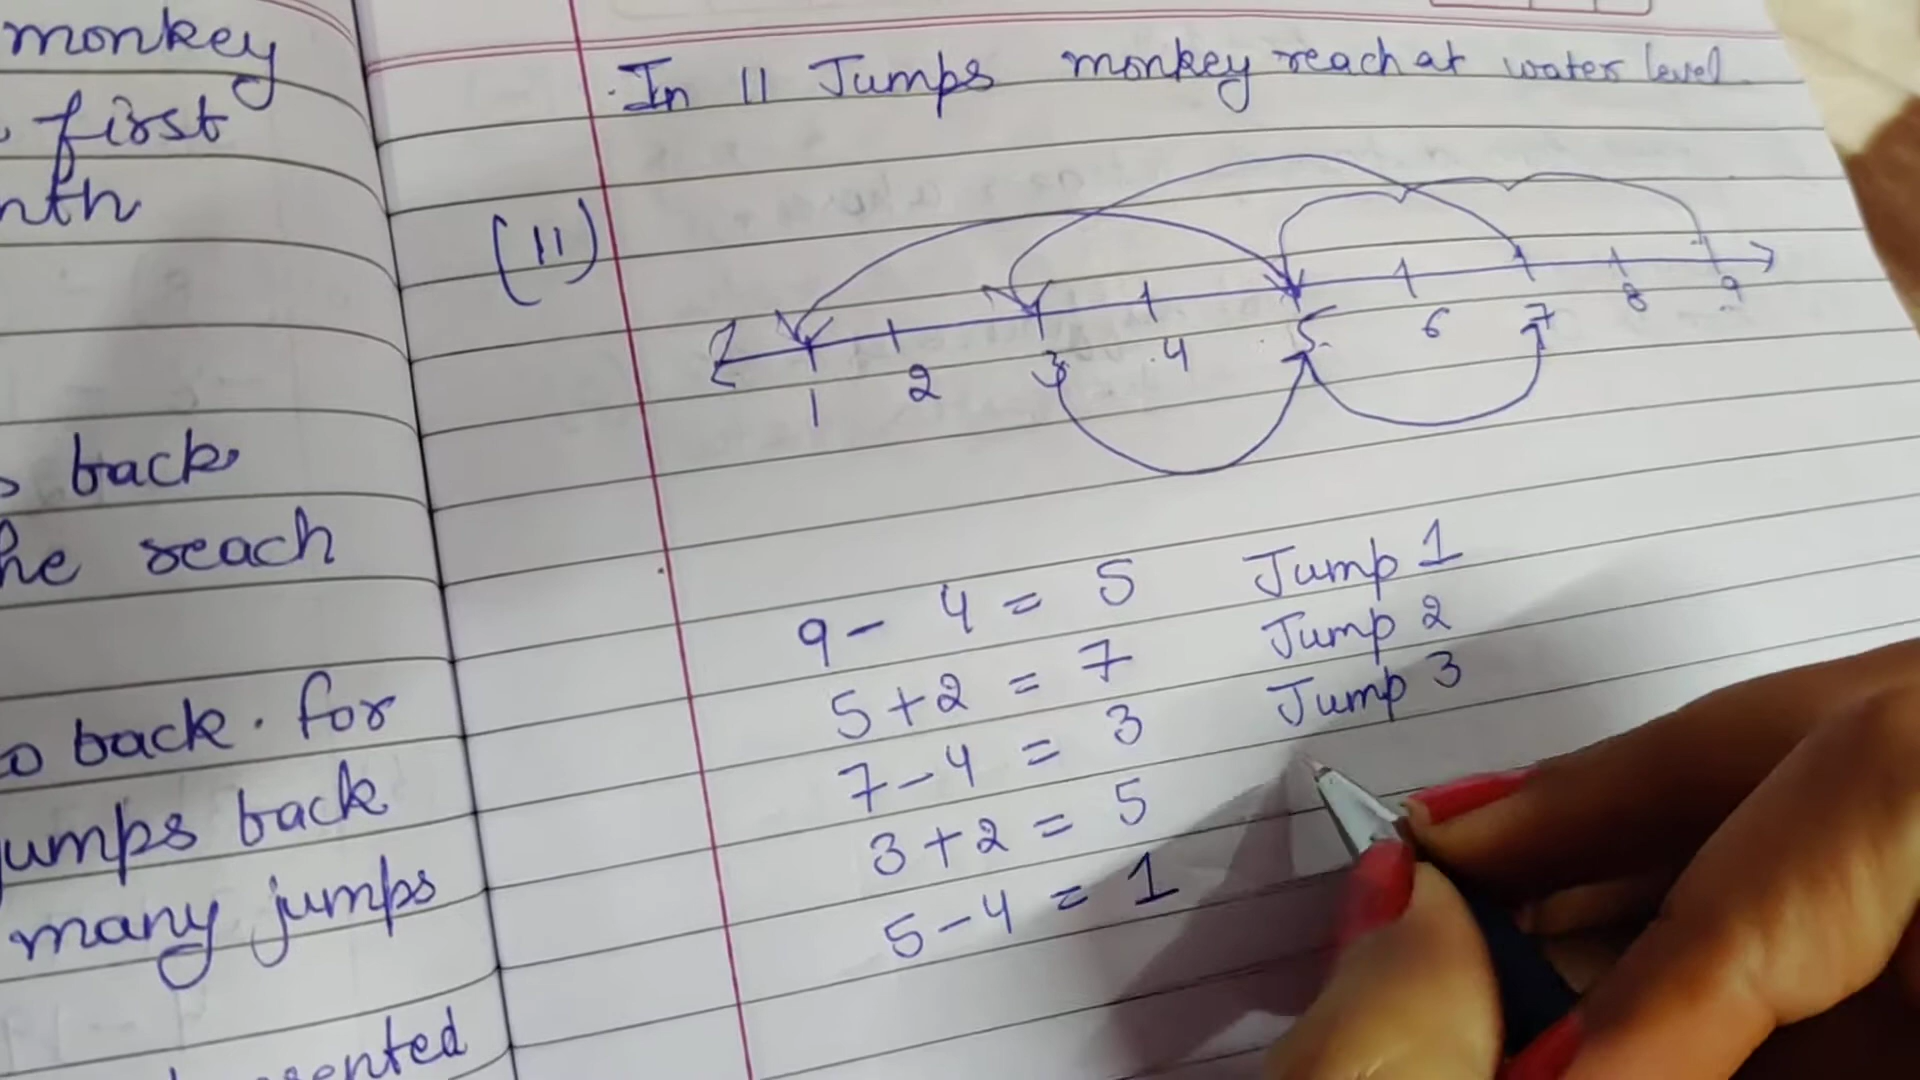 monkey
first
nth
back
he reach
o back. for
jumps back
many jumps
In 11 Jumps monkey reach at water level.
(11)
1 2 3 4 5 6 7 8 9
9 - 4 = 5 Jump 1
5 + 2 = 7 Jump 2
7 - 4 = 3 Jump 3
3 + 2 = 5
5 - 4 = 1